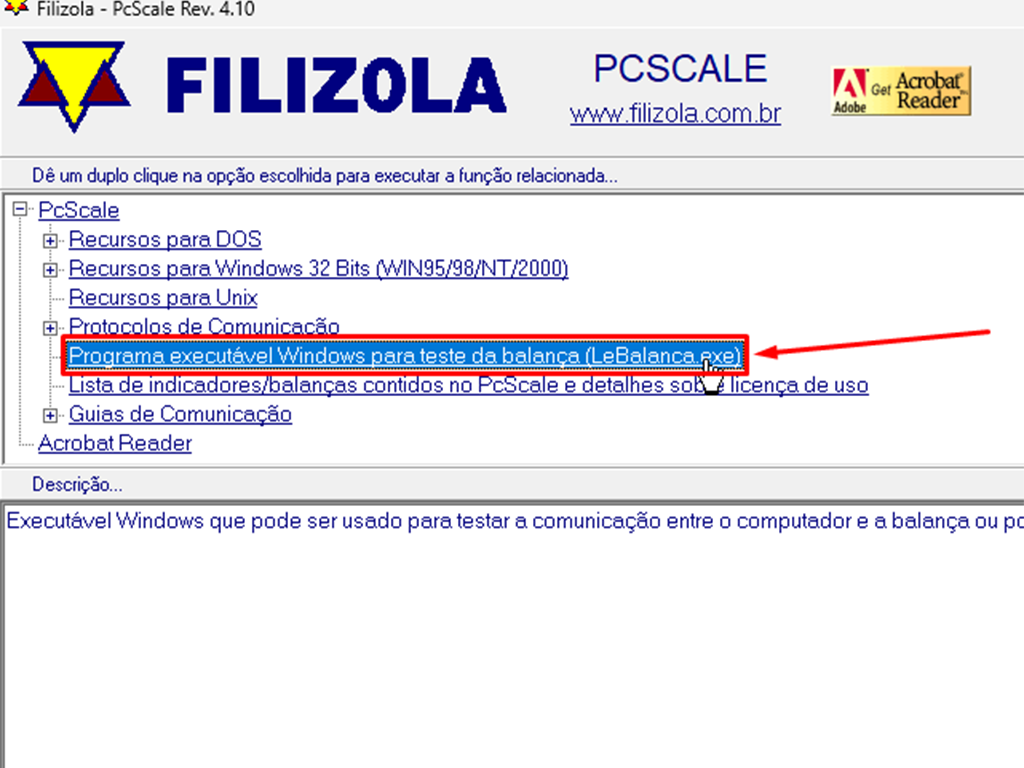 Filizola - PcScale Rev. 4.10
FILIZOLA
PCSCALE
www.filizola.com.br
Adobe
Get Acrobat
Reader
Dê um duplo clique na opção escolhida para executar a função relacionada...
PcScale
Recursos para DOS
Recursos para Windows 32 Bits (WIN95/98/NT/2000)
Recursos para Unix
Protocolos de Comunicação
Programa executável Windows para teste da balança (LeBalanca.exe)
Lista de indicadores/balanças contidos no PcScale e detalhes sobre licença de uso
Guias de Comunicação
Acrobat Reader
Descrição...
Executável Windows que pode ser usado para testar a comunicação entre o computador e a balança ou